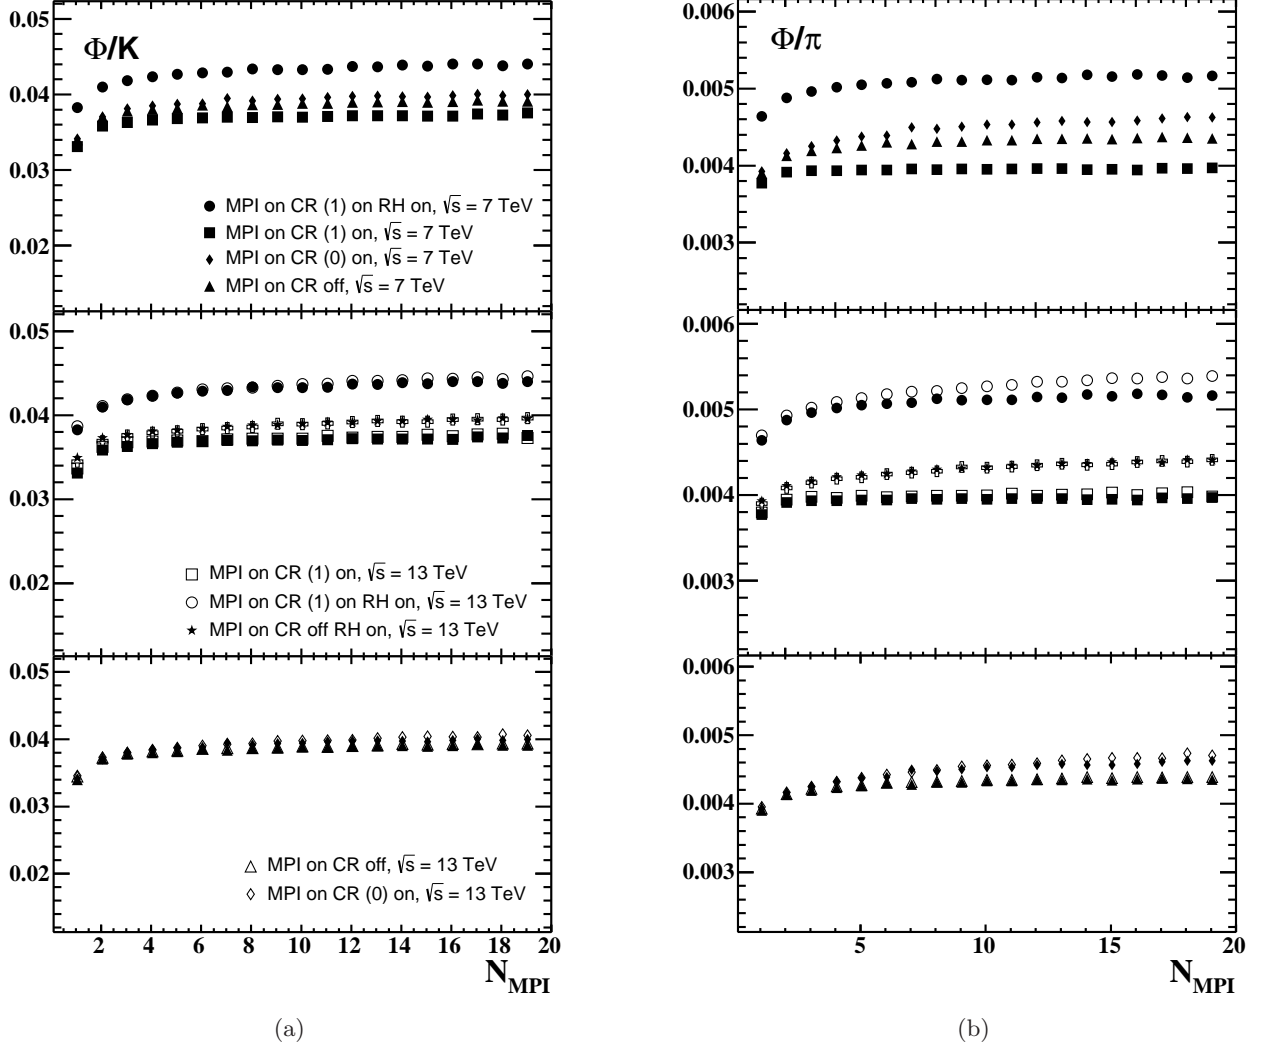 Φ/K
0.05
0.04
0.03
0.02
MPI on CR (1) on RH on, √s = 7 TeV
MPI on CR (1) on, √s = 7 TeV
MPI on CR (0) on, √s = 7 TeV
MPI on CR off, √s = 7 TeV
0.05
0.04
0.03
0.02
MPI on CR (1) on, √s = 13 TeV
MPI on CR (1) on RH on, √s = 13 TeV
MPI on CR off RH on, √s = 13 TeV
0.05
0.04
0.03
0.02
MPI on CR off, √s = 13 TeV
MPI on CR (0) on, √s = 13 TeV
2 4 6 8 10 12 14 16 18 20
N_MPI
(a)
Φ/π
0.006
0.005
0.004
0.003
0.006
0.005
0.004
0.003
0.006
0.005
0.004
0.003
5 10 15 20
N_MPI
(b)